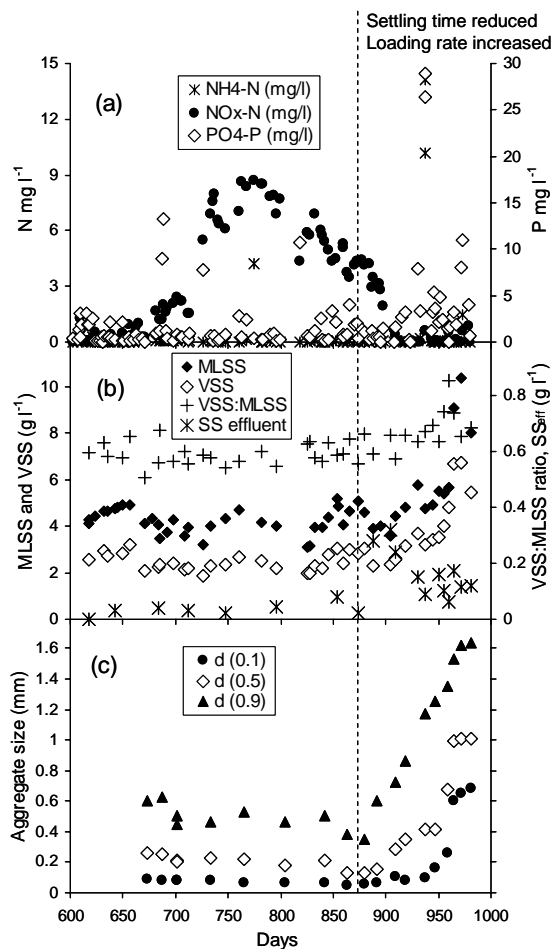 Settling time reduced
Loading rate increased
(a)
NH4-N (mg/l)
NOx-N (mg/l)
PO4-P (mg/l)
N mg l-1
15
12
9
6
3
0
P mg l-1
30
25
20
15
10
5
0
(b)
MLSS
VSS
VSS:MLSS
SS effluent
MLSS and VSS (g l-1)
10
8
6
4
2
0
VSS:MLSS ratio, SSeff (g l-1)
0.8
0.6
0.4
0.2
0
(c)
d (0.1)
d (0.5)
d (0.9)
Aggregate size (mm)
1.6
1.4
1.2
1
0.8
0.6
0.4
0.2
0
600 650 700 750 800 850 900 950 1000
Days